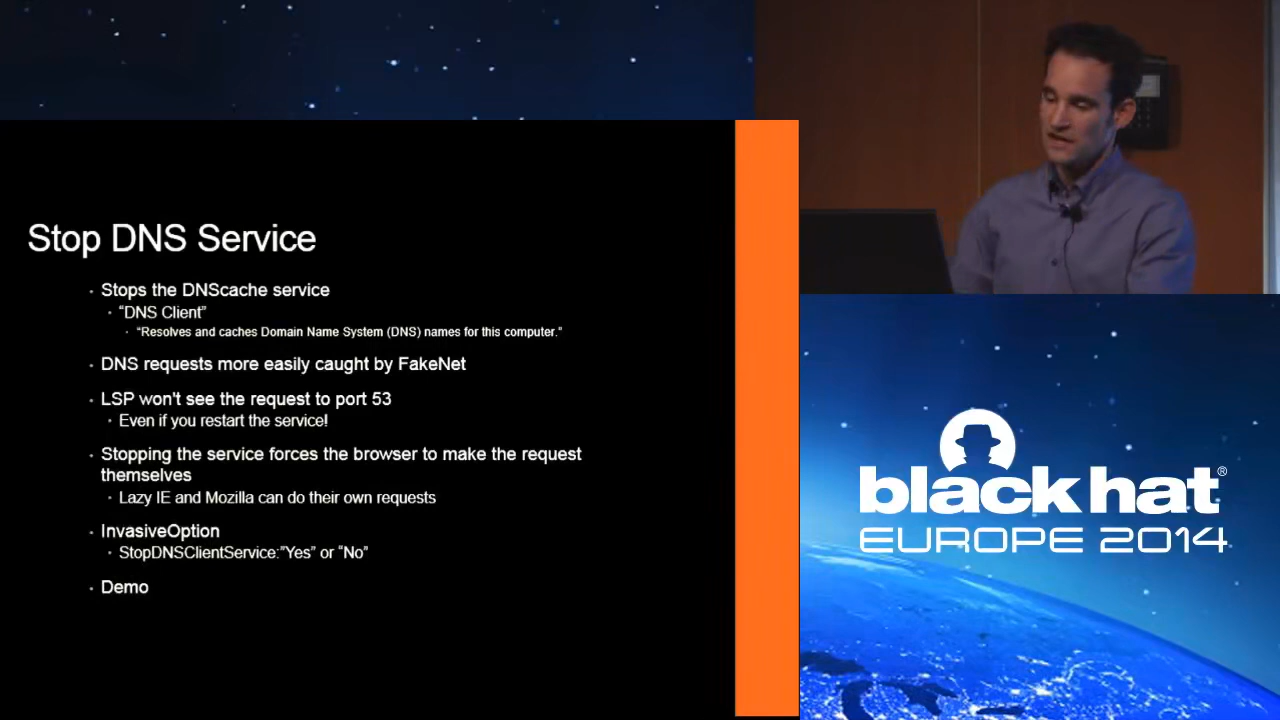 Stop DNS Service
· Stops the DNScache service
· “DNS Client”
· “Resolves and caches Domain Name System (DNS) names for this computer.”
· DNS requests more easily caught by FakeNet
· LSP won't see the request to port 53
· Even if you restart the service!
· Stopping the service forces the browser to make the request
themselves
· Lazy IE and Mozilla can do their own requests
· InvasiveOption
· StopDNSClientService:”Yes” or “No”
· Demo
black hat®
EUROPE 2014